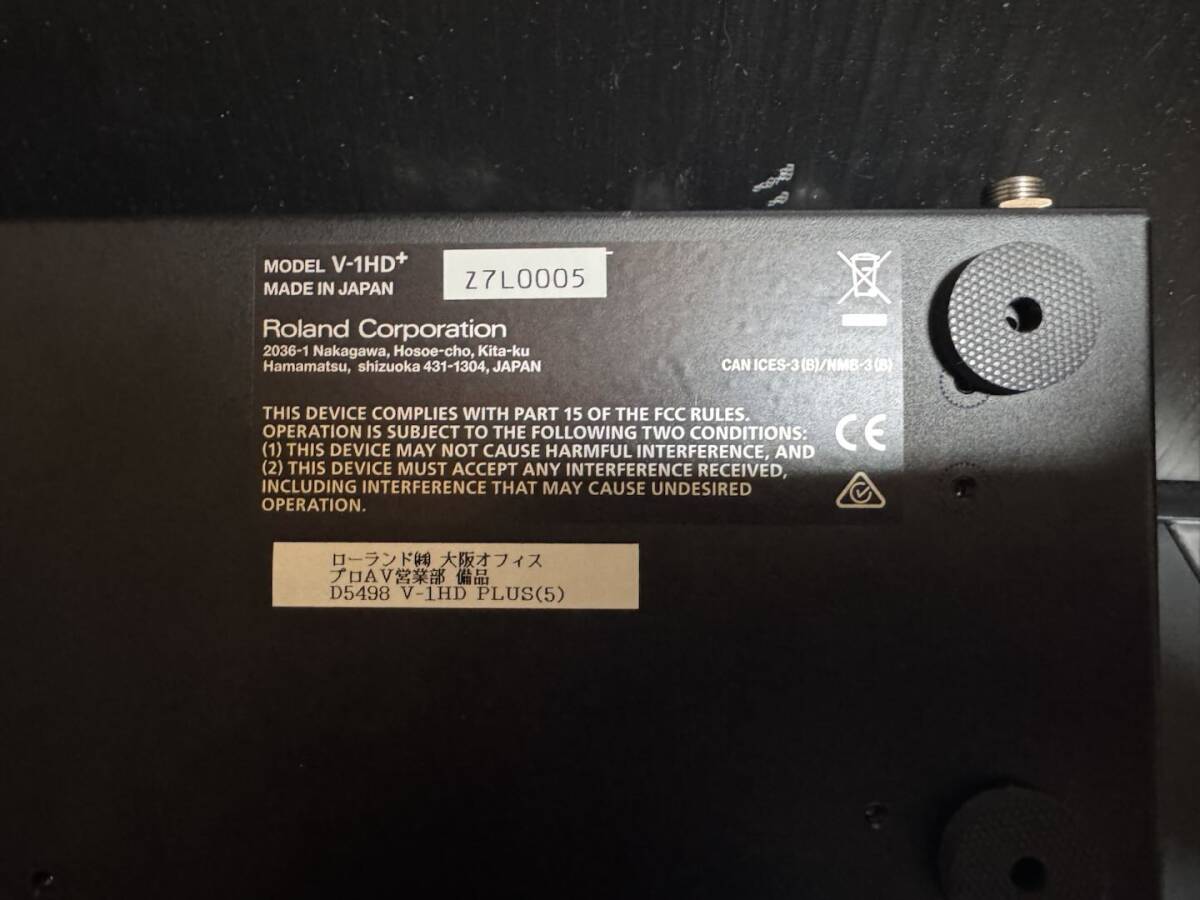 MODEL V-1HD+
MADE IN JAPAN
Z7L0005
Roland Corporation
2036-1 Nakagawa, Hosoe-cho, Kita-ku
Hamamatsu, shizuoka 431-1304, JAPAN
CAN ICES-3 (B)/NMB-3 (B)
THIS DEVICE COMPLIES WITH PART 15 OF THE FCC RULES.
OPERATION IS SUBJECT TO THE FOLLOWING TWO CONDITIONS:
(1) THIS DEVICE MAY NOT CAUSE HARMFUL INTERFERENCE, AND
(2) THIS DEVICE MUST ACCEPT ANY INTERFERENCE RECEIVED,
INCLUDING INTERFERENCE THAT MAY CAUSE UNDESIRED
OPERATION.
CE
ローランド㈱ 大阪オフィス
プロAV営業部 備品
D5498 V-1HD PLUS(5)